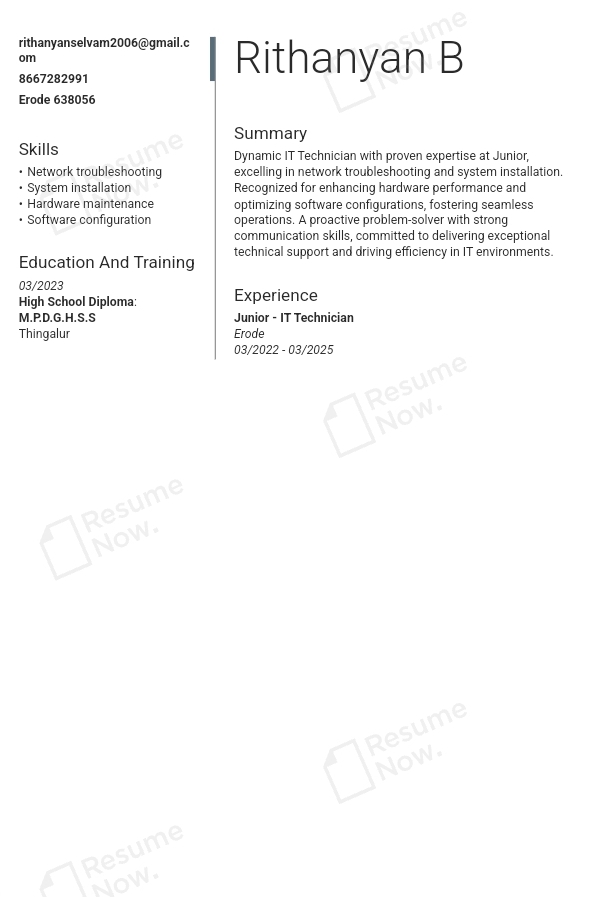 rithanyanselvam2006@gmail.c
om
8667282991
Erode 638056
Skills
• Network troubleshooting
• System installation
• Hardware maintenance
• Software configuration
Education And Training
03/2023
High School Diploma:
M.P.D.G.H.S.S
Thingalur
Rithanyan B
Summary
Dynamic IT Technician with proven expertise at Junior,
excelling in network troubleshooting and system installation.
Recognized for enhancing hardware performance and
optimizing software configurations, fostering seamless
operations. A proactive problem-solver with strong
communication skills, committed to delivering exceptional
technical support and driving efficiency in IT environments.
Experience
Junior - IT Technician
Erode
03/2022 - 03/2025
Resume
Now.
Resume
Now.
Resume
Now.
Resume
Now.
Resume
Now.
Resume
Now.